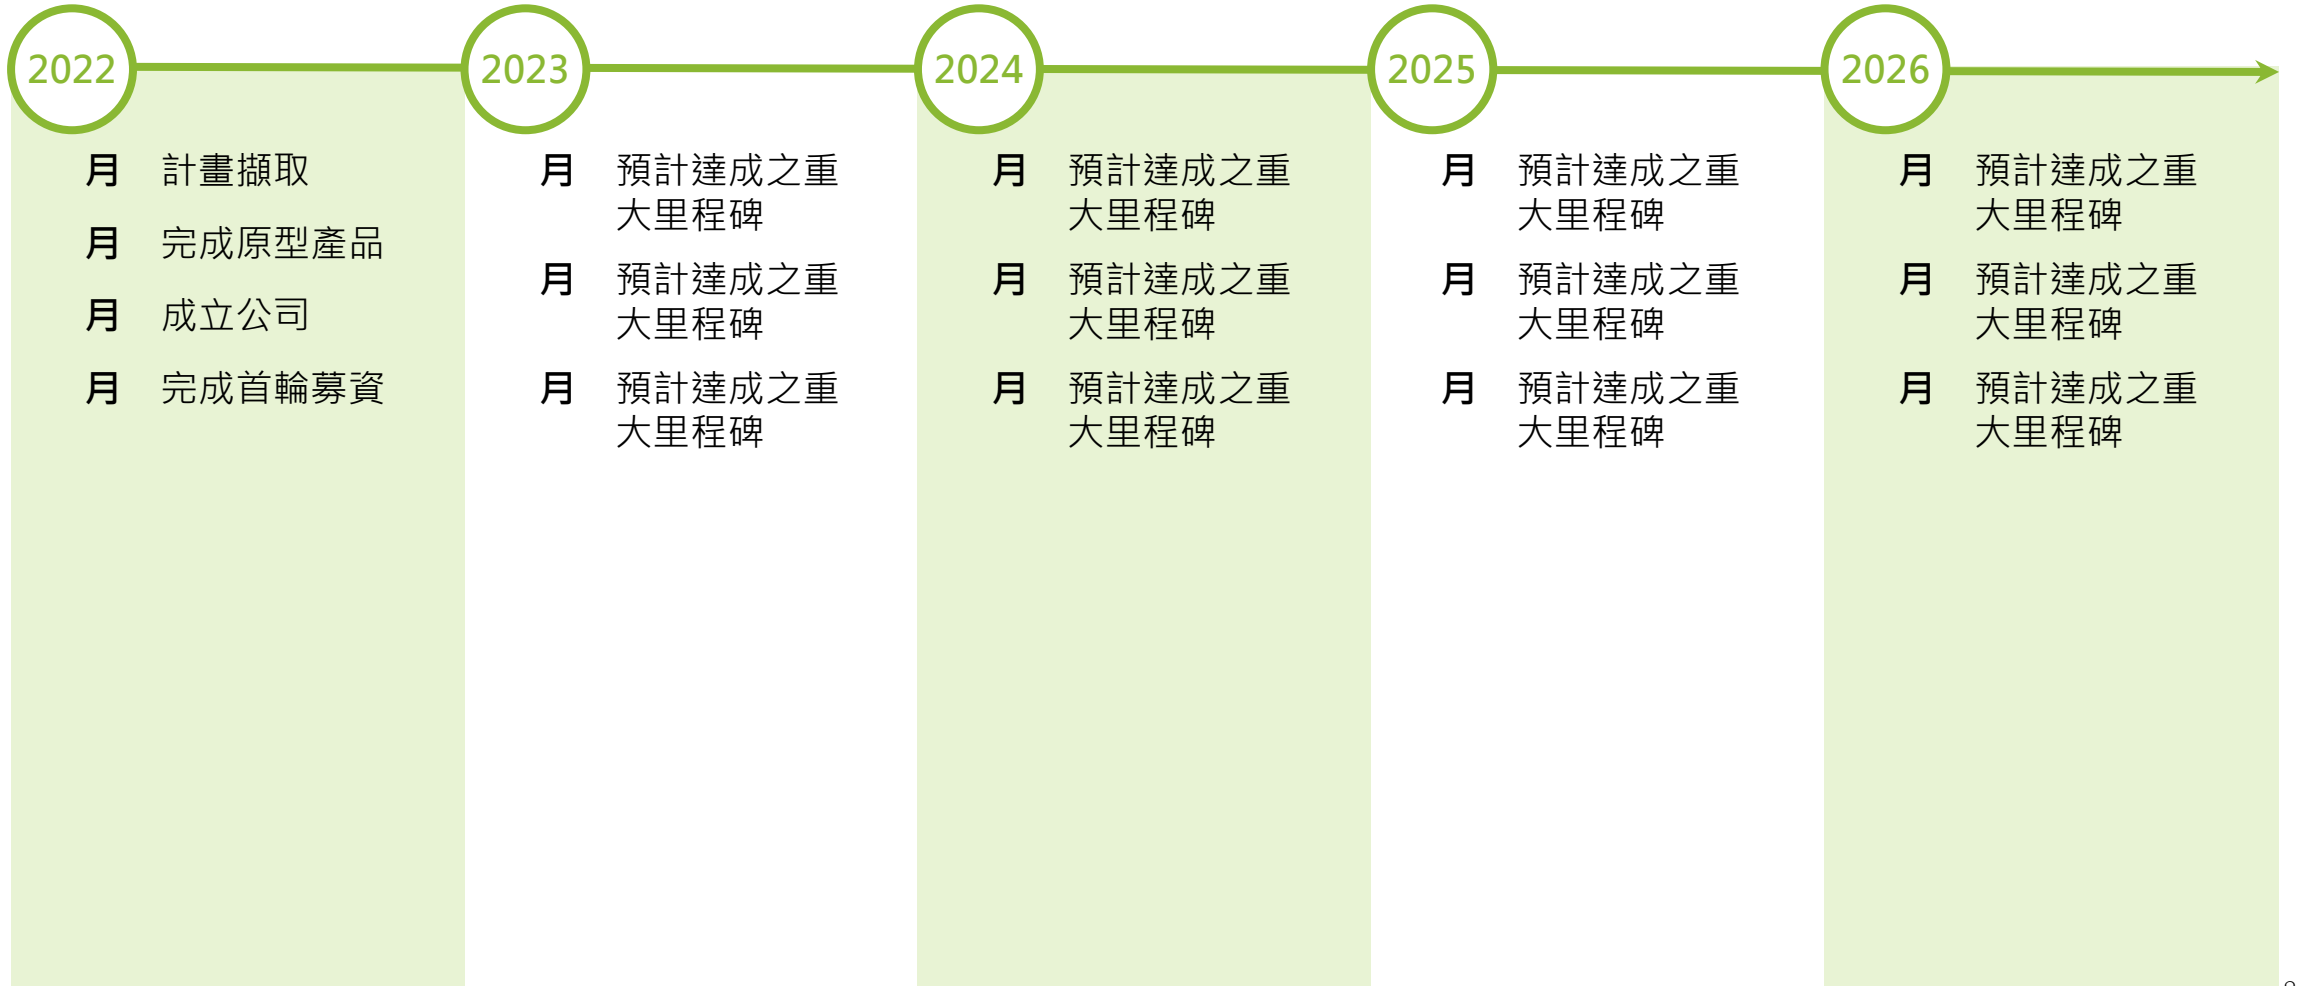 2022
月 計畫擷取
月 完成原型產品
月 成立公司
月 完成首輪募資
2023
月 預計達成之重
大里程碑
月 預計達成之重
大里程碑
月 預計達成之重
大里程碑
2024
月 預計達成之重
大里程碑
月 預計達成之重
大里程碑
月 預計達成之重
大里程碑
2025
月 預計達成之重
大里程碑
月 預計達成之重
大里程碑
月 預計達成之重
大里程碑
2026
月 預計達成之重
大里程碑
月 預計達成之重
大里程碑
月 預計達成之重
大里程碑